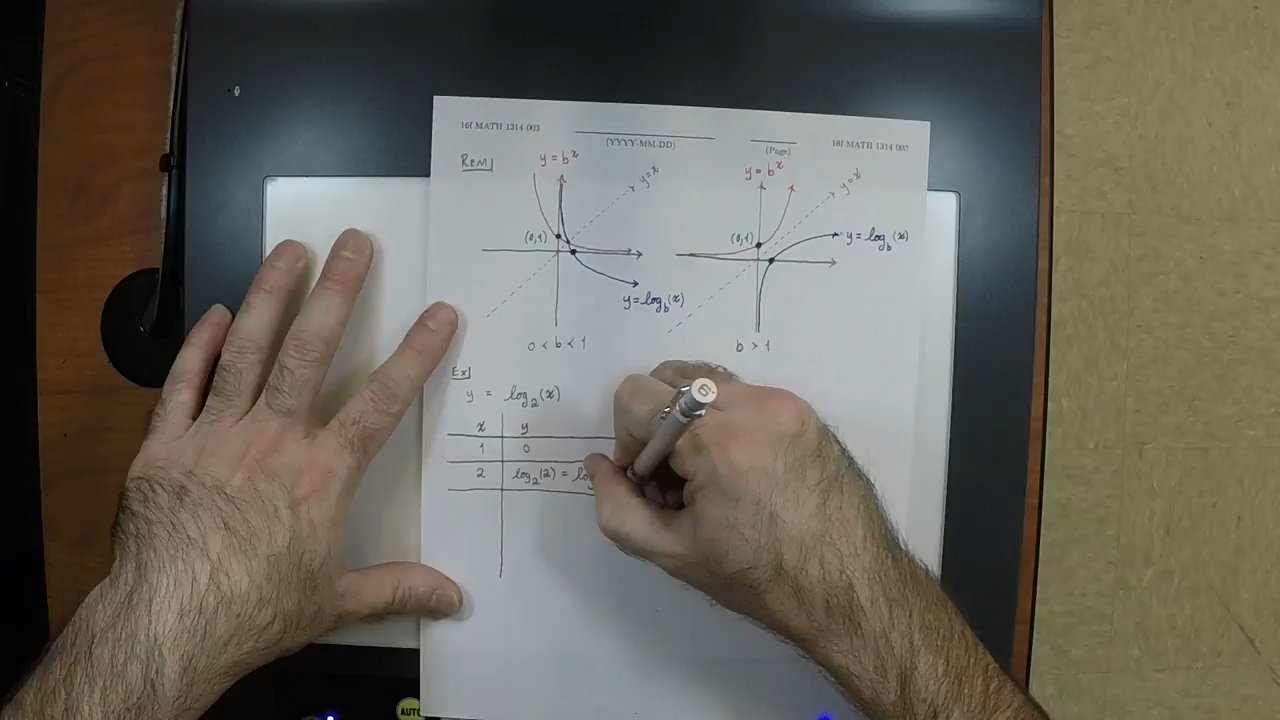 16f MATH 1314 003
(YYYY-MM-DD)
(Page)
16f MATH 1314 003
REM
y = b^x
y=x
(0,1)
y=log_b(x)
0 < b < 1
y = b^x
y=x
(0,1)
y=log_b(x)
b > 1
Ex
y = log_2(x)
x y
1 0
2 log_2(2) =
AUTO